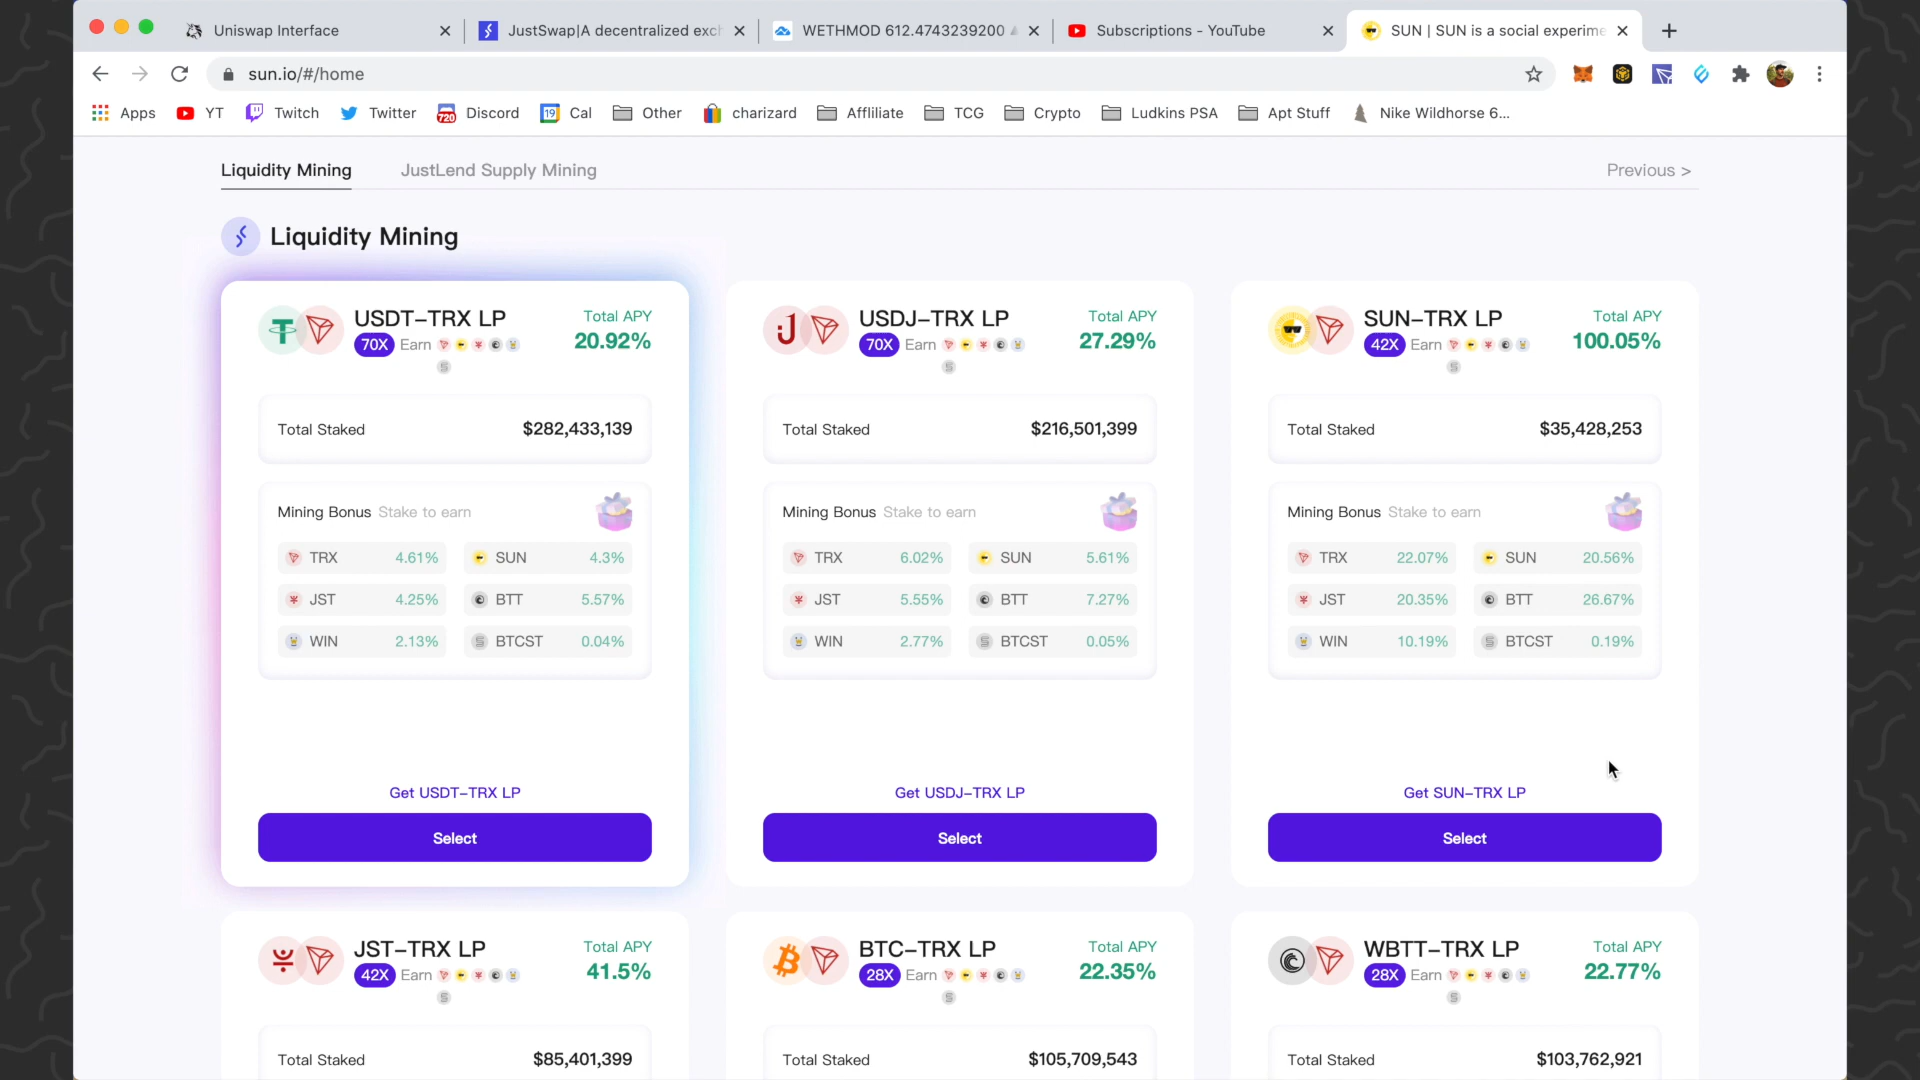 Uniswap Interface
JustSwap|A decentralized exch
WETHMOD 612.4743239200
Subscriptions - YouTube
SUN | SUN is a social experime
sun.io/#/home
Apps
YT
Twitch
Twitter
720
Discord
19
Cal
Other
charizard
Affliliate
TCG
Crypto
Ludkins PSA
Apt Stuff
Nike Wildhorse 6...
Liquidity Mining
JustLend Supply Mining
Previous >
Liquidity Mining
USDT-TRX LP
Total APY
70X
Earn
20.92%
Total Staked
$282,433,139
Mining Bonus Stake to earn
TRX 4.61%
SUN 4.3%
JST 4.25%
BTT 5.57%
WIN 2.13%
BTCST 0.04%
Get USDT-TRX LP
Select
USDJ-TRX LP
Total APY
70X
Earn
27.29%
Total Staked
$216,501,399
Mining Bonus Stake to earn
TRX 6.02%
SUN 5.61%
JST 5.55%
BTT 7.27%
WIN 2.77%
BTCST 0.05%
Get USDJ-TRX LP
Select
SUN-TRX LP
Total APY
42X
Earn
100.05%
Total Staked
$35,428,253
Mining Bonus Stake to earn
TRX 22.07%
SUN 20.56%
JST 20.35%
BTT 26.67%
WIN 10.19%
BTCST 0.19%
Get SUN-TRX LP
Select
JST-TRX LP
Total APY
42X
Earn
41.5%
Total Staked
$85,401,399
BTC-TRX LP
Total APY
28X
Earn
22.35%
Total Staked
$105,709,543
WBTT-TRX LP
Total APY
28X
Earn
22.77%
Total Staked
$103,762,921